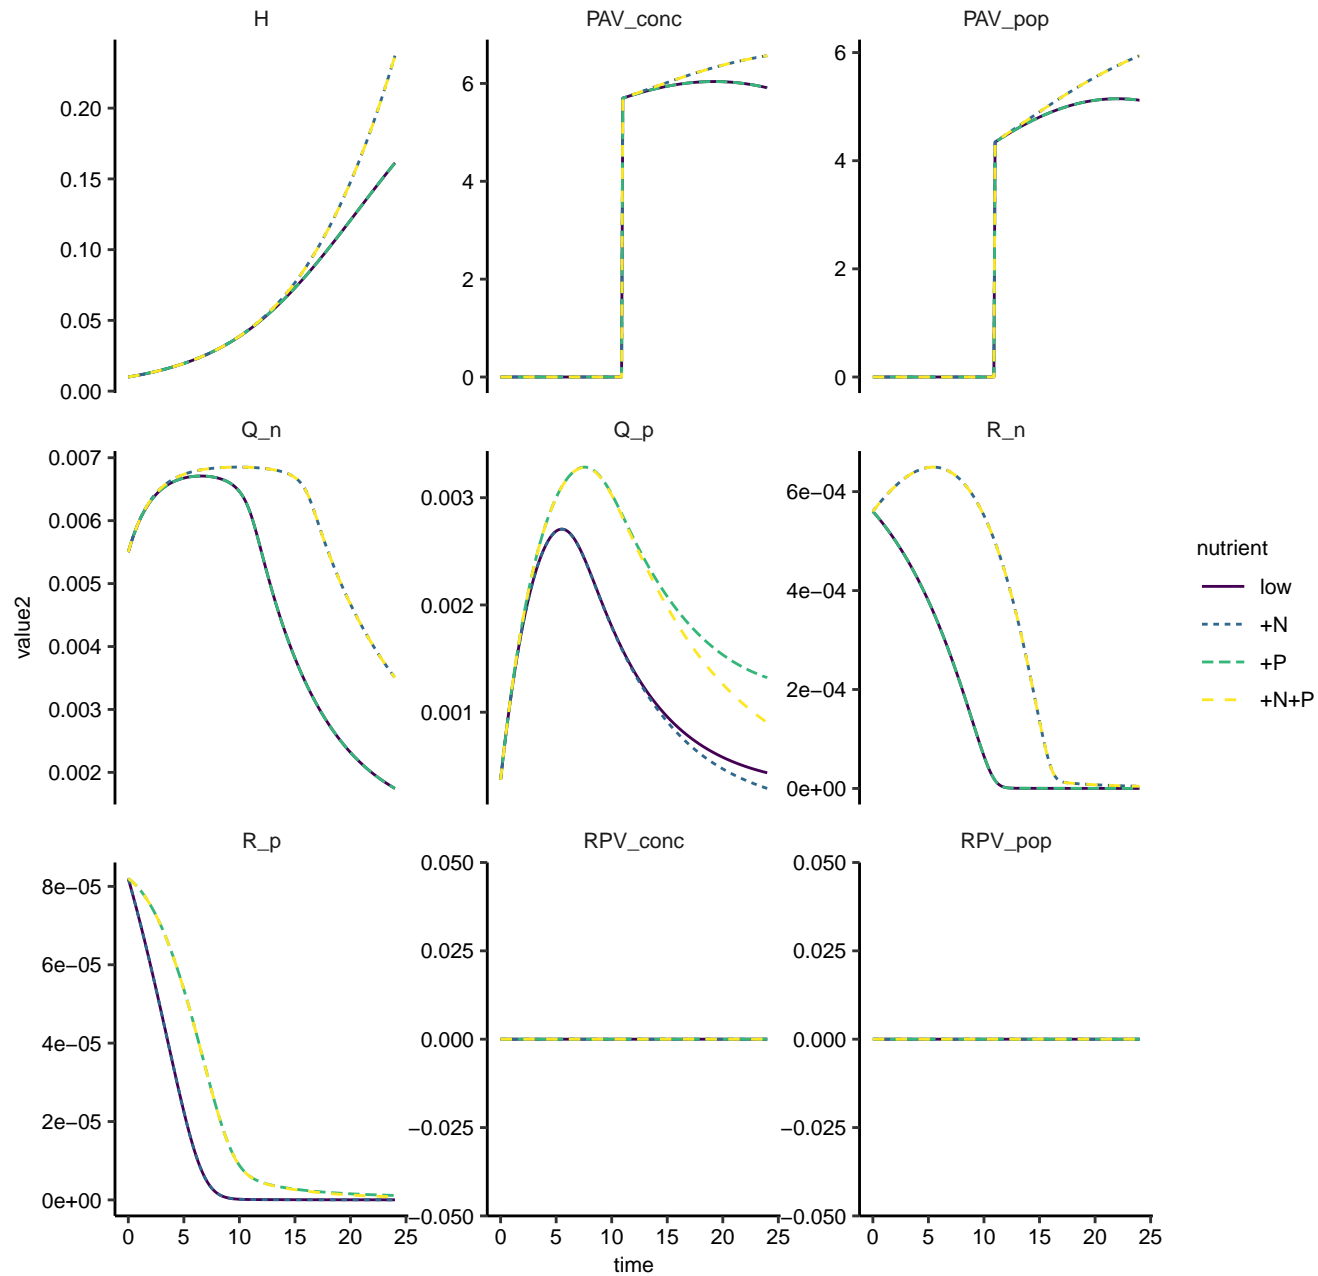 H
PAV_conc
PAV_pop
0.20
0.15
0.10
0.05
0.00
6
4
2
0
6
4
2
0
Q_n
Q_p
R_n
0.007
0.006
0.005
0.004
0.003
0.002
0.003
0.002
0.001
6e−04
4e−04
2e−04
0e+00
R_p
RPV_conc
RPV_pop
8e−05
6e−05
4e−05
2e−05
0e+00
0.050
0.025
0.000
−0.025
−0.050
0.050
0.025
0.000
−0.025
−0.050
0 5 10 15 20 25
0 5 10 15 20 25
0 5 10 15 20 25
time
value2
nutrient
low
+N
+P
+N+P